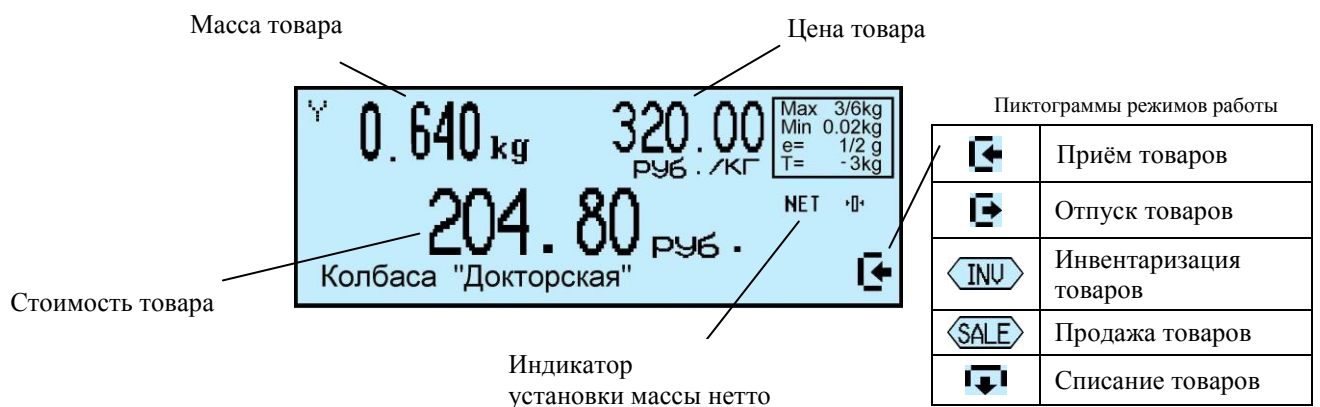 Масса товара
Цена товара
0.640 kg
320.00
руб./КГ
Max 3/6kg
Min 0.02kg
e= 1/2 g
T= -3kg
204.80 руб.
NET
Колбаса "Докторская"
Стоимость товара
Индикатор
установки массы нетто
Пиктограммы режимов работы
Приём товаров
Отпуск товаров
INV Инвентаризация
товаров
SALE Продажа товаров
Списание товаров